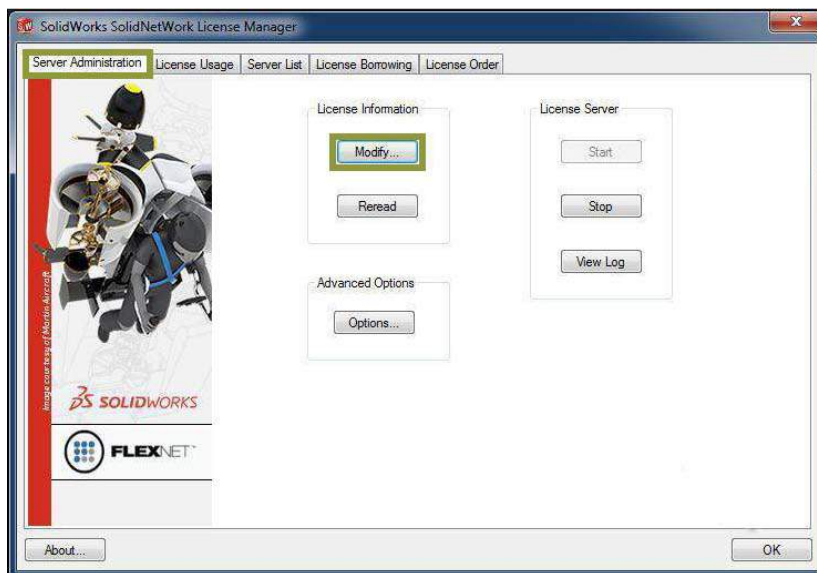 SolidWorks SolidNetWork License Manager
Server Administration License Usage Server List License Borrowing License Order
License Information
Modify...
Reread
Advanced Options
Options...
License Server
Start
Stop
View Log
Image courtesy of Martin Aircraft
SOLIDWORKS
FLEXNET
About...
OK